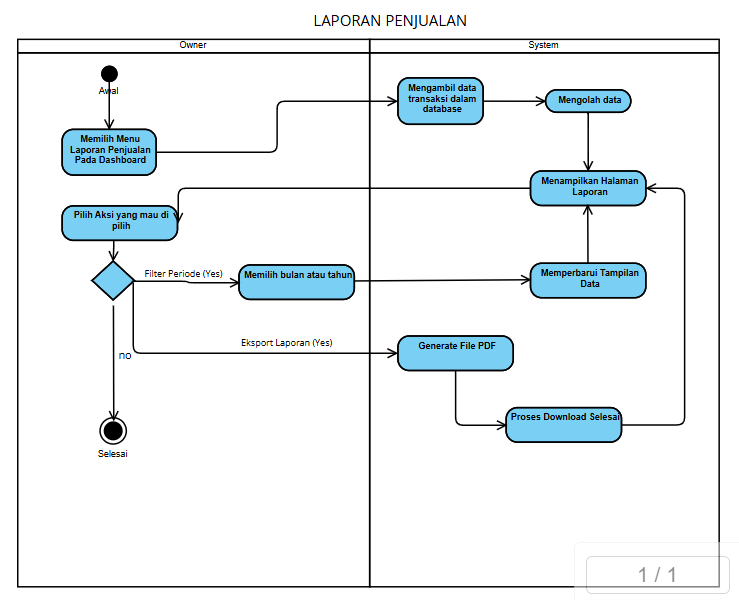 LAPORAN PENJUALAN
Owner
System
Awal
Memilih Menu
Laporan Penjualan
Pada Dashboard
Mengambil data
transaksi dalam
database
Mengolah data
Menampilkan Halaman
Laporan
Pilih Aksi yang mau di
pilih
Filter Periode (Yes)
Memilih bulan atau tahun
Memperbarui Tampilan
Data
Eksport Laporan (Yes)
Generate File PDF
no
Proses Download Selesai
Selesai
1 / 1